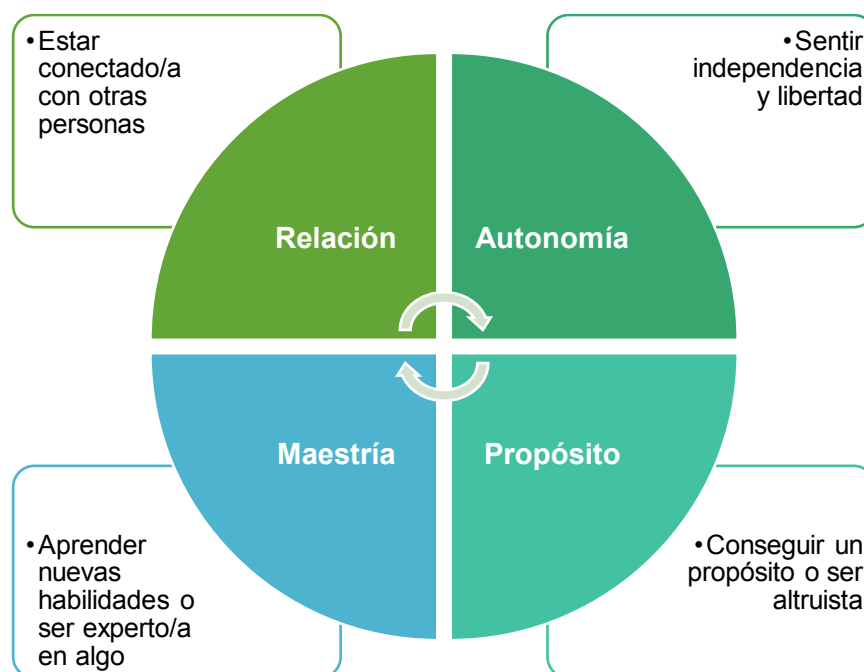 •Estar
conectado/a
con otras
personas
•Sentir
independencia
y libertad
Relación
Autonomía
Maestría
Propósito
•Aprender
nuevas
habilidades o
ser experto/a
en algo
•Conseguir un
propósito o ser
altruista